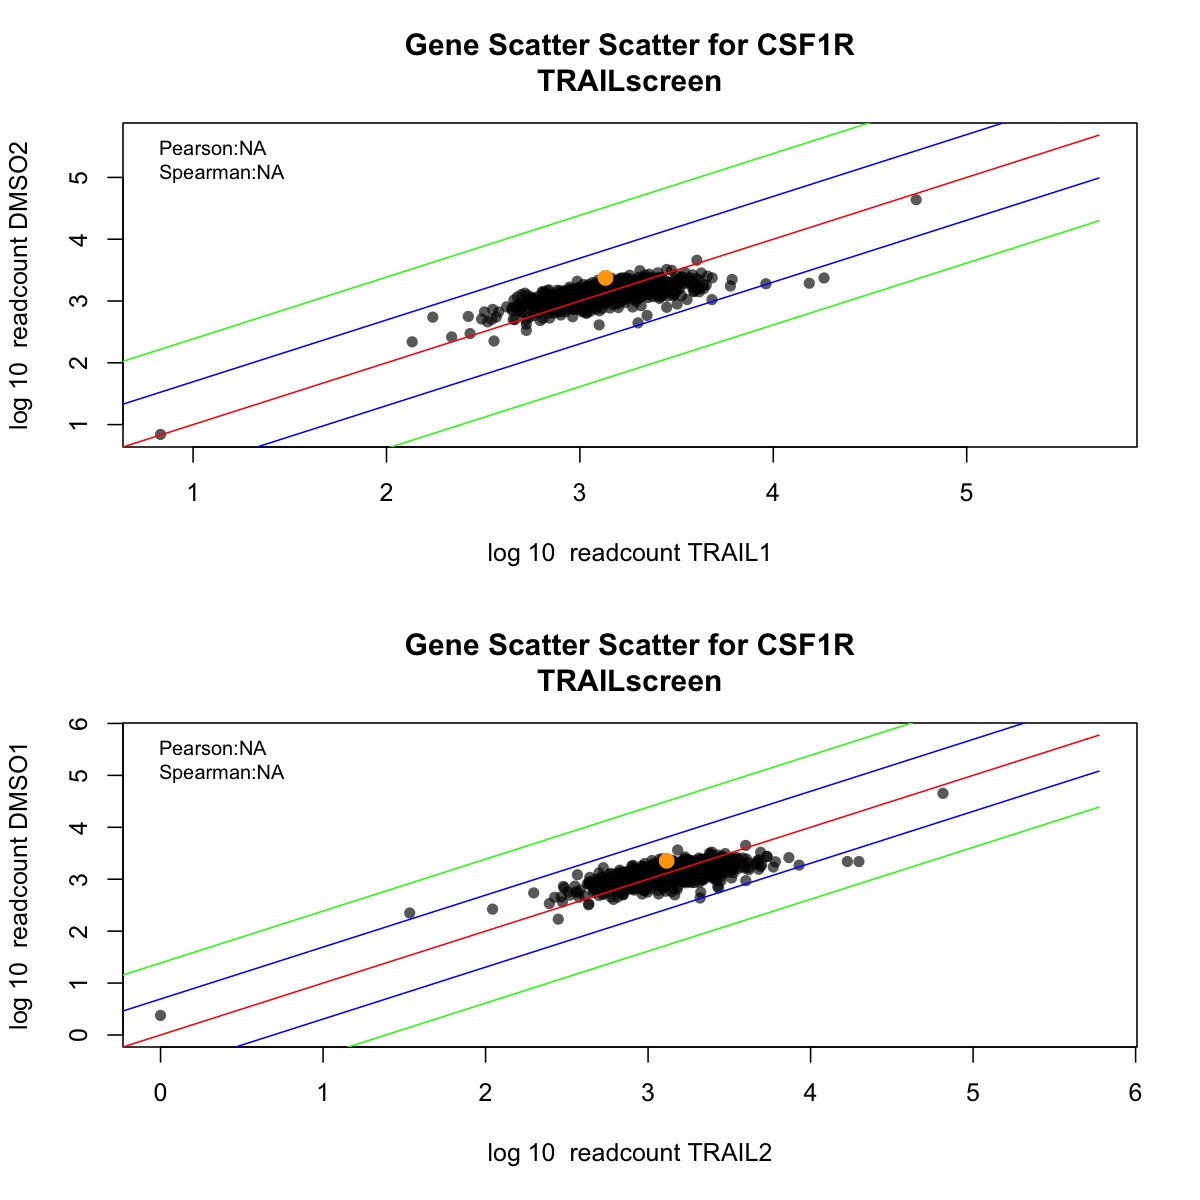 Gene Scatter Scatter for CSF1R
TRAILscreen
Pearson:NA
Spearman:NA
log 10  readcount DMSO2
5
4
3
2
1
1 2 3 4 5
log 10  readcount TRAIL1
Gene Scatter Scatter for CSF1R
TRAILscreen
Pearson:NA
Spearman:NA
log 10  readcount DMSO1
6
5
4
3
2
1
0
0 1 2 3 4 5 6
log 10  readcount TRAIL2